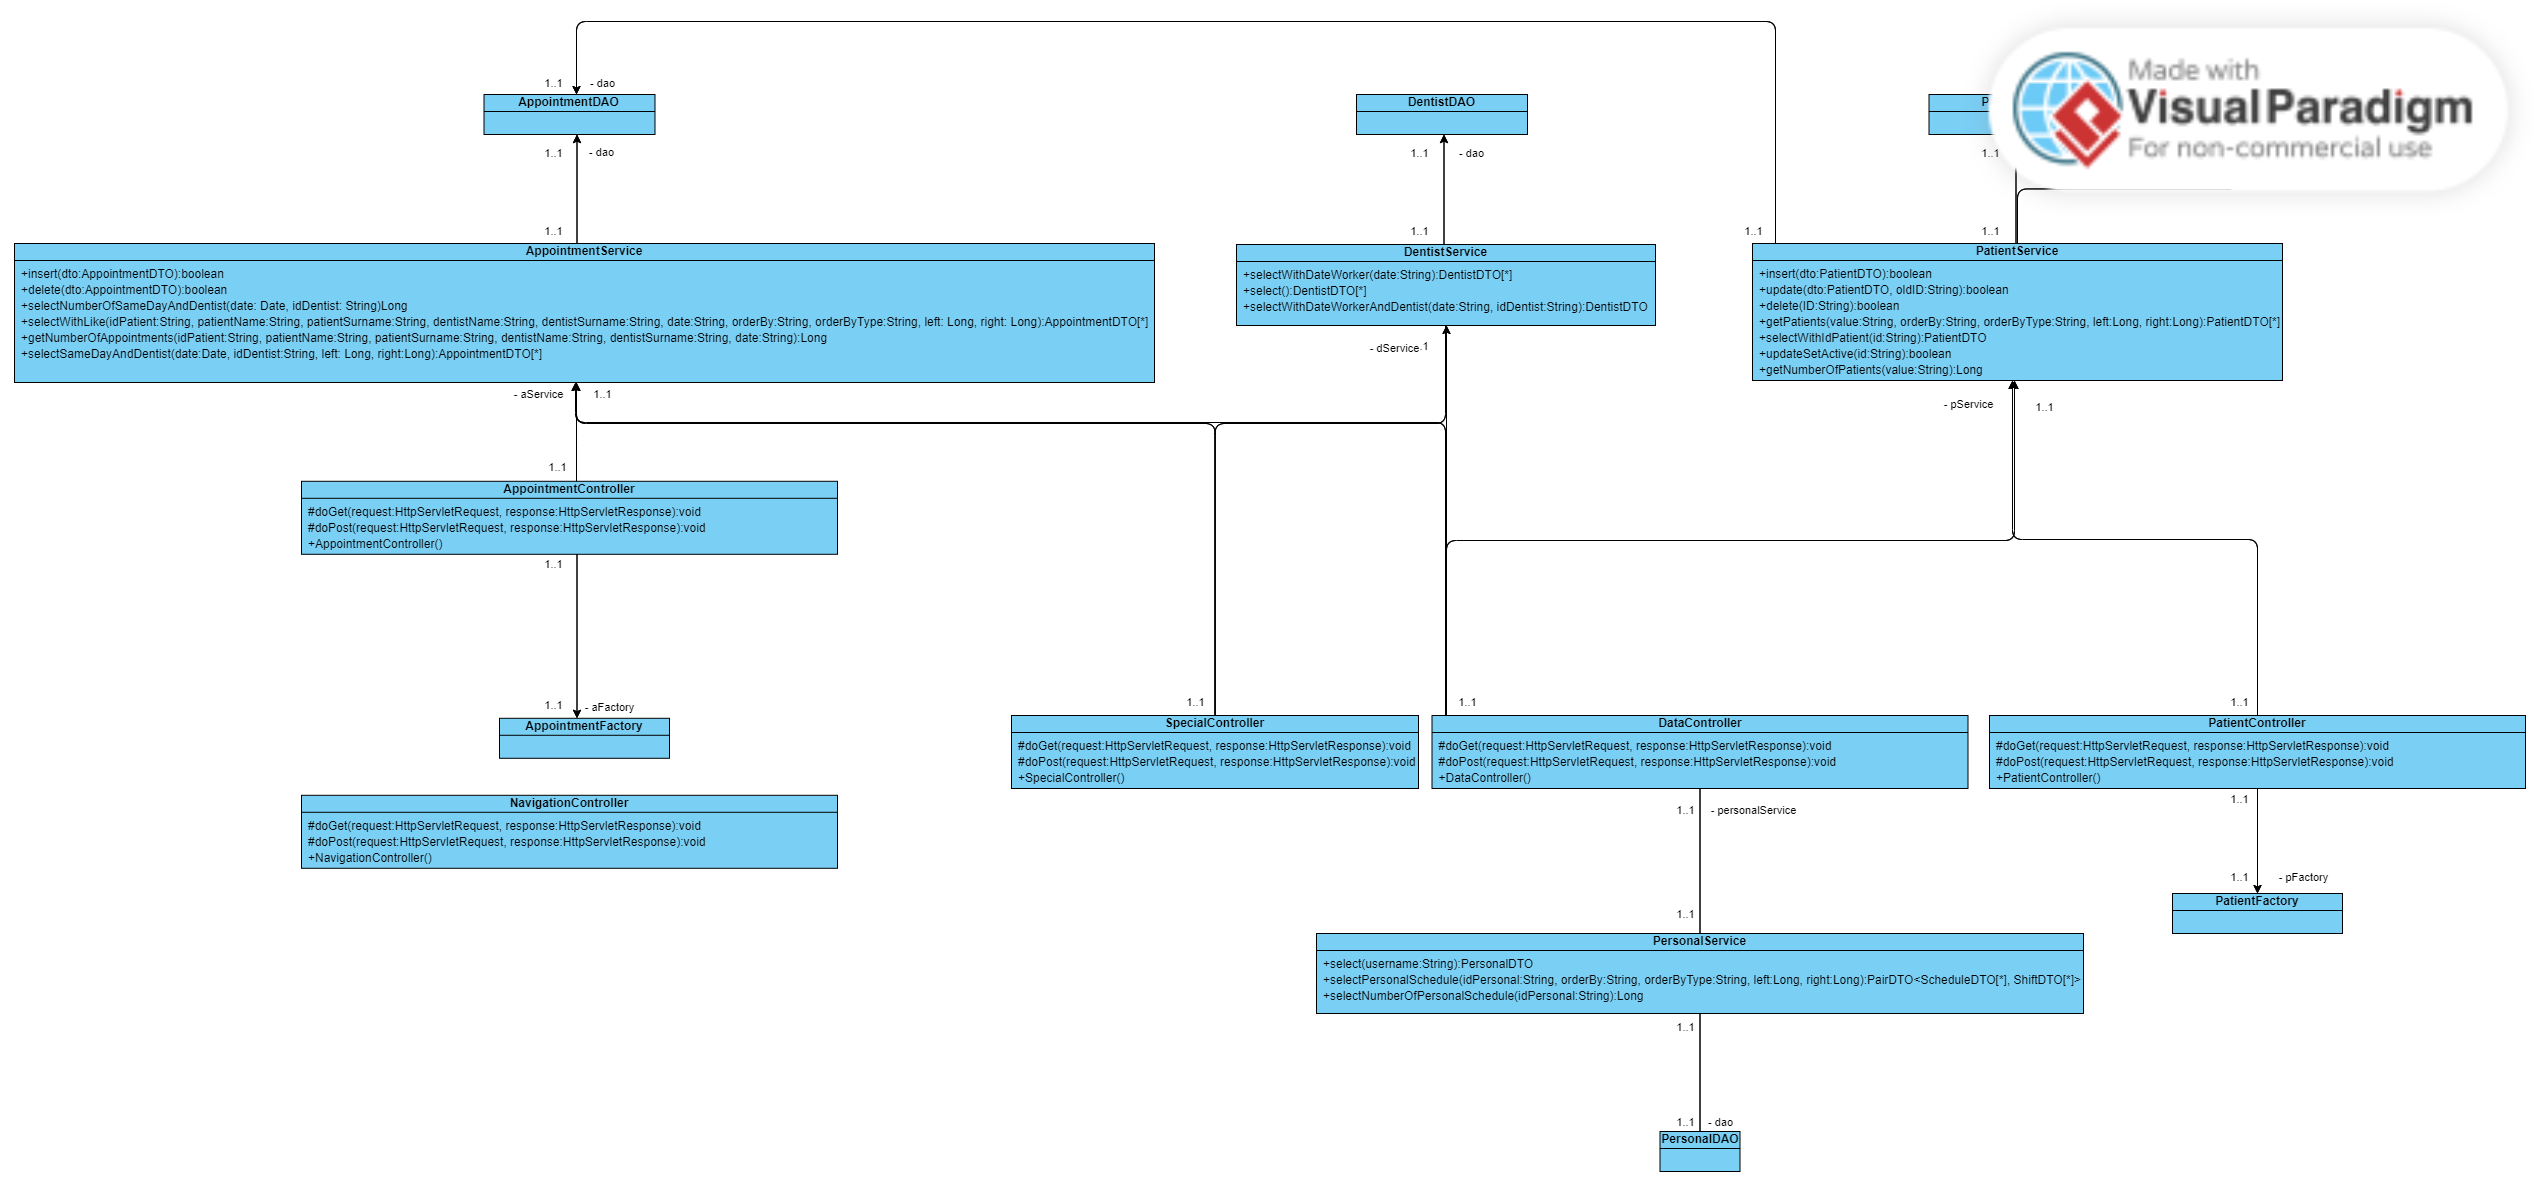 1..1
- dao
AppointmentDAO
1..1
- dao
1..1
DentistDAO
1..1
- dao
1..1
P
1..1
Made with
Visual Paradigm
For non-commercial use
1..1
1..1
AppointmentService
+insert(dto:AppointmentDTO):boolean
+delete(dto:AppointmentDTO):boolean
+selectNumberOfSameDayAndDentist(date: Date, idDentist: String)Long
+selectWithLike(idPatient:String, patientName:String, patientSurname:String, dentistName:String, dentistSurname:String, date:String, orderBy:String, orderByType:String, left: Long, right: Long):AppointmentDTO[*]
+getNumberOfAppointments(idPatient:String, patientName:String, patientSurname:String, dentistName:String, dentistSurname:String, date:String):Long
+selectSameDayAndDentist(date:Date, idDentist:String, left: Long, right:Long):AppointmentDTO[*]
DentistService
+selectWithDateWorker(date:String):DentistDTO[*]
+select():DentistDTO[*]
+selectWithDateWorkerAndDentist(date:String, idDentist:String):DentistDTO
PatientService
+insert(dto:PatientDTO):boolean
+update(dto:PatientDTO, oldID:String):boolean
+delete(ID:String):boolean
+getPatients(value:String, orderBy:String, orderByType:String, left:Long, right:Long):PatientDTO[*]
+selectWithIdPatient(id:String):PatientDTO
+updateSetActive(id:String):boolean
+getNumberOfPatients(value:String):Long
- aService
1..1
- dService
1
- pService
1..1
1..1
AppointmentController
#doGet(request:HttpServletRequest, response:HttpServletResponse):void
#doPost(request:HttpServletRequest, response:HttpServletResponse):void
+AppointmentController()
1..1
1..1
- aFactory
AppointmentFactory
NavigationController
#doGet(request:HttpServletRequest, response:HttpServletResponse):void
#doPost(request:HttpServletRequest, response:HttpServletResponse):void
+NavigationController()
1..1
SpecialController
#doGet(request:HttpServletRequest, response:HttpServletResponse):void
#doPost(request:HttpServletRequest, response:HttpServletResponse):void
+SpecialController()
1..1
DataController
#doGet(request:HttpServletRequest, response:HttpServletResponse):void
#doPost(request:HttpServletRequest, response:HttpServletResponse):void
+DataController()
1..1
- personalService
1..1
PatientController
#doGet(request:HttpServletRequest, response:HttpServletResponse):void
#doPost(request:HttpServletRequest, response:HttpServletResponse):void
+PatientController()
1..1
1..1
- pFactory
PatientFactory
1..1
PersonalService
+select(username:String):PersonalDTO
+selectPersonalSchedule(idPersonal:String, orderBy:String, orderByType:String, left:Long, right:Long):PairDTO<ScheduleDTO[*], ShiftDTO[*]>
+selectNumberOfPersonalSchedule(idPersonal:String):Long
1..1
1..1
- dao
PersonalDAO